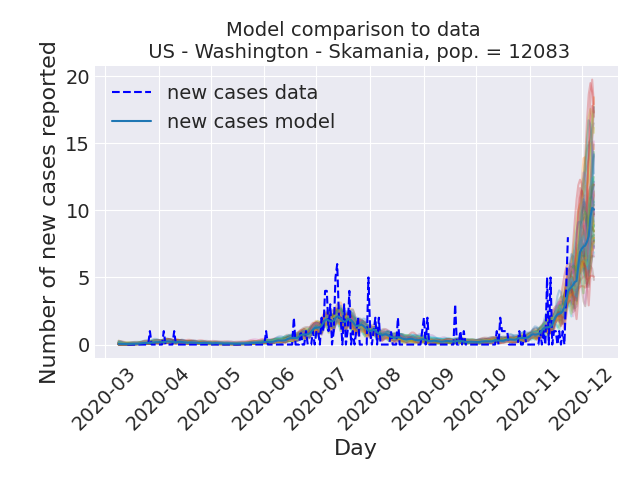 Model comparison to data
US - Washington - Skamania, pop. = 12083
Number of new cases reported
20
15
10
5
0
new cases data
new cases model
2020-03
2020-04
2020-05
2020-06
2020-07
2020-08
2020-09
2020-10
2020-11
2020-12
Day